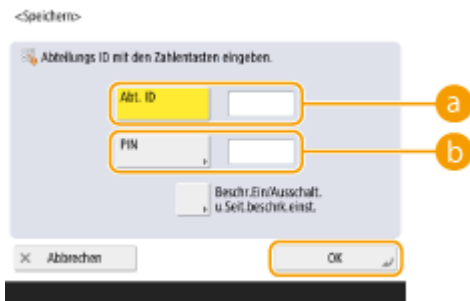 <Speichern>
Abteilungs ID mit den Zahlentasten eingeben.
Abt. ID
a
PIN
b
Beschr.Ein/Ausschalt.
u.Seit.beschrk.einst.
× Abbrechen
OK